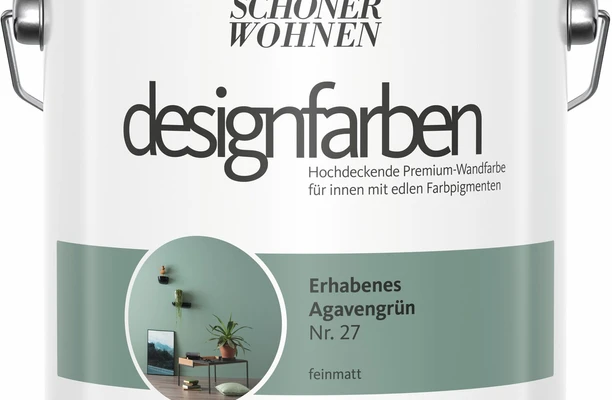 SCHÖNER
WOHNEN
designfarben
Hochdeckende Premium-Wandfarbe
für innen mit edlen Farbpigmenten
Erhabenes
Agavengrün
Nr. 27
feinmatt